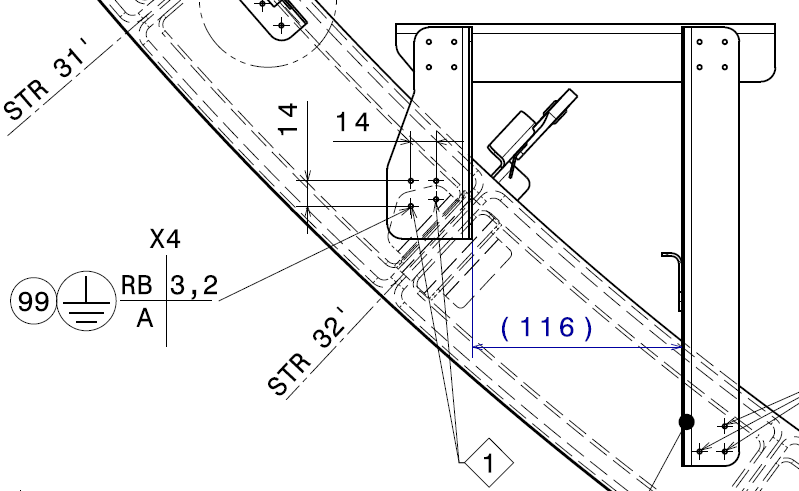 STR 31'
14
14
X4
99
RB 3,2
A
(116)
STR 32'
1